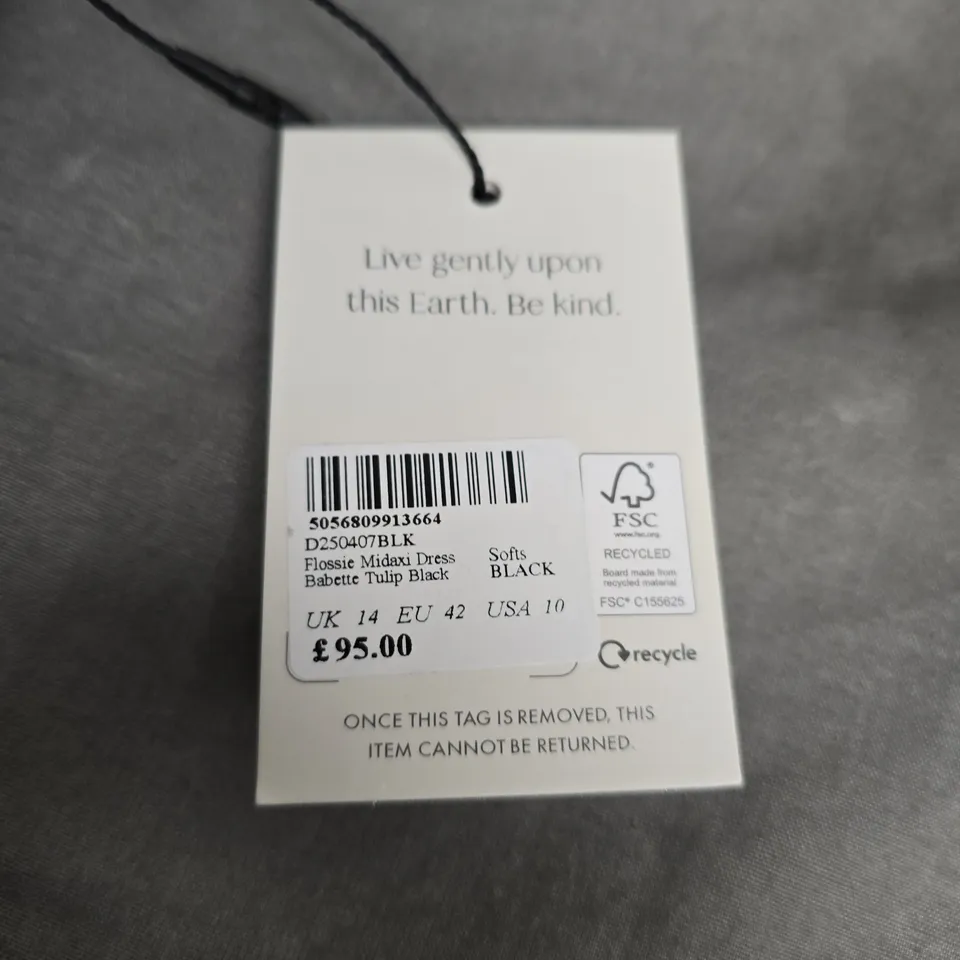 Live gently upon
this Earth. Be kind.
5056809913664
D250407BLK
Flossie Midaxi Dress Softs
Babette Tulip Black BLACK
UK 14 EU 42 USA 10
£95.00
FSC
www.fsc.org
RECYCLED
Board made from
recycled material
FSC® C155625
recycle
ONCE THIS TAG IS REMOVED, THIS
ITEM CANNOT BE RETURNED.